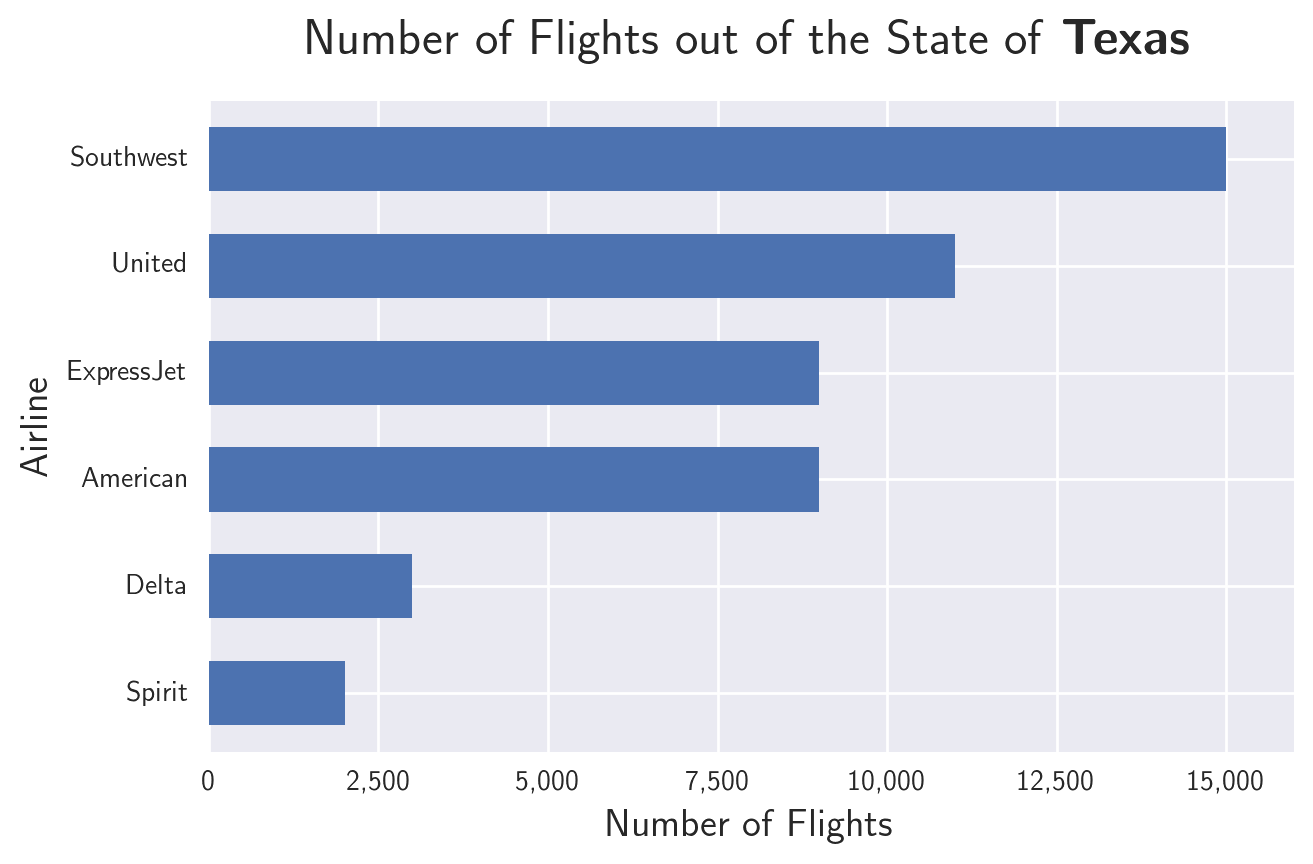 Number of Flights out of the State of Texas
Southwest
United
ExpressJet
American
Delta
Spirit
Airline
0 2,500 5,000 7,500 10,000 12,500 15,000
Number of Flights